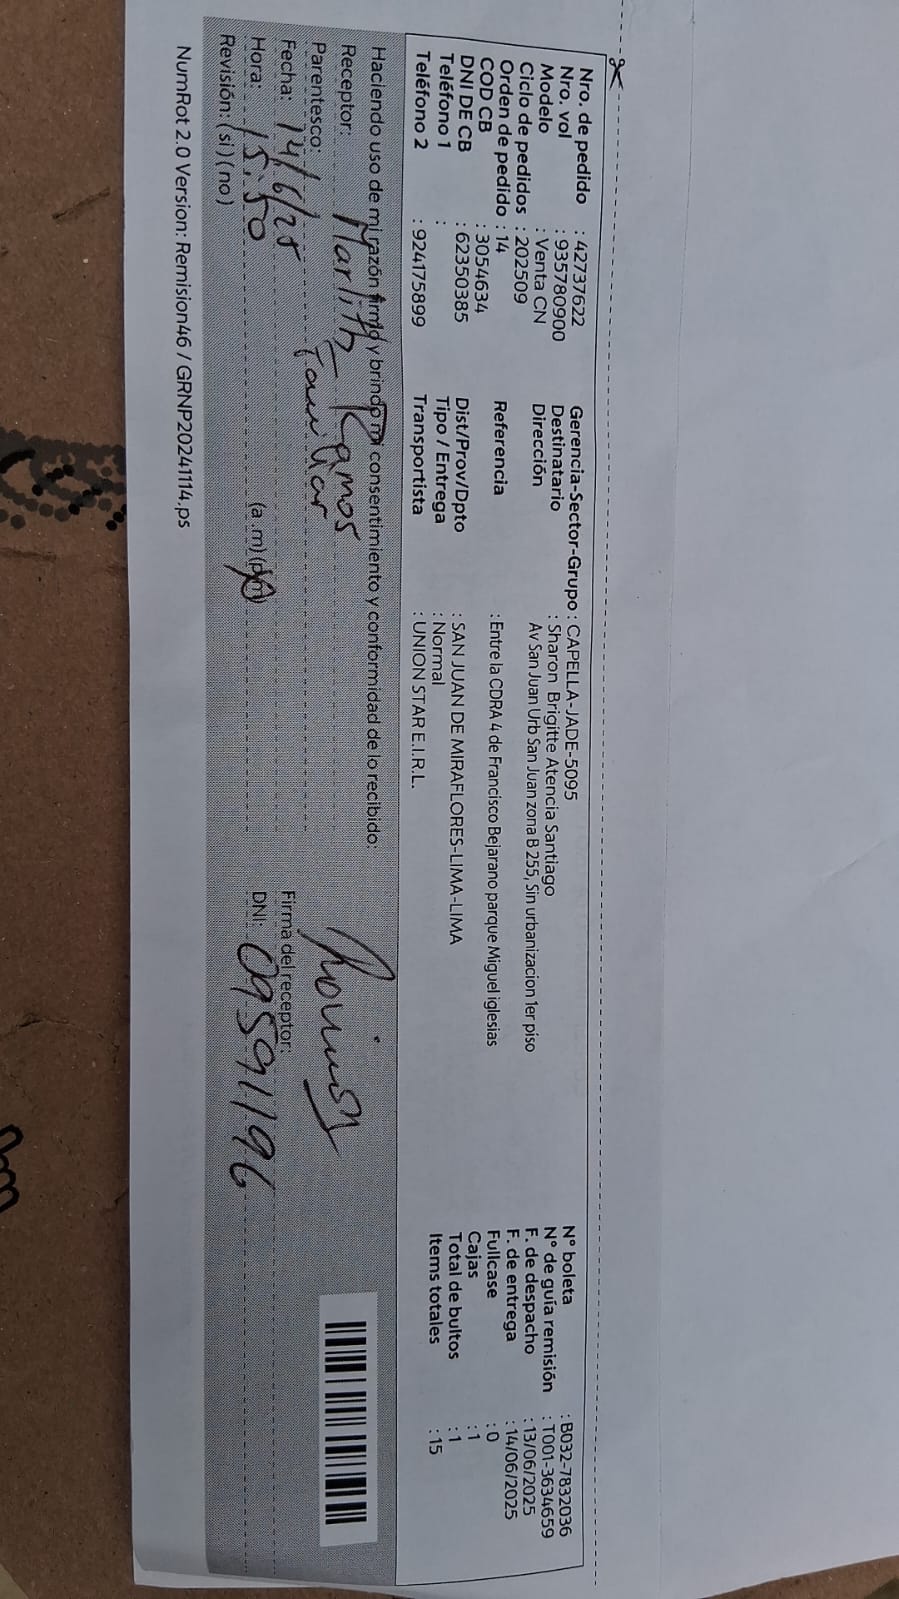 Nro. de pedido : 42737622
Nro. vol : 935780900
Modelo : Venta CN
Ciclo de pedidos : 202509
Orden de pedido : 14
COD CB : 3054634
DNI DE CB : 62350385
Teléfono 1 :
Teléfono 2 : 924175899
Gerencia-Sector-Grupo : CAPELLA-JADE-5095
Destinatario : Sharon Brigitte Atencia Santiago
Dirección Av San Juan Urb San Juan zona B 255, Sin urbanizacion 1er piso
Referencia : Entre la CDRA 4 de Francisco Bejarano parque Miguel iglesias
Dist/Prov/Dpto : SAN JUAN DE MIRAFLORES-LIMA-LIMA
Tipo / Entrega : Normal
Transportista : UNION STAR E.I.R.L.
N° boleta : B032-7832036
N° de guía remisión : T001-3634659
F. de despacho : 13/06/2025
F. de entrega : 14/06/2025
Fullcase : 0
Cajas : 1
Total de bultos : 1
Items totales : 15
Haciendo uso de mi razón firmo y brindo mi consentimiento y conformidad de lo recibido:
Receptor: Marlith Ramos
Parentesco: Familiar
Fecha: 14/6/25
Hora: 15:50 (a.m) (p.m)
Revisión: (si) (no)
Firma del receptor:
DNI: 09591196
NumRot 2.0 Version: Remision46 / GRNP20241114.ps